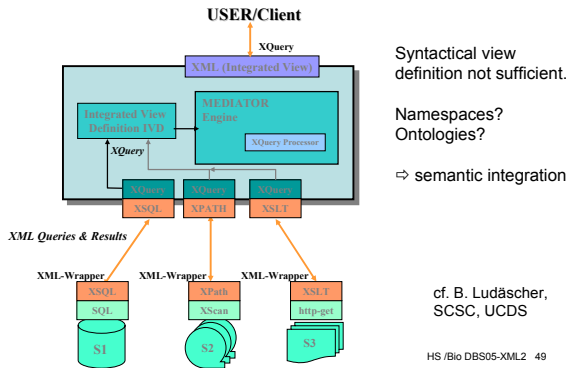 USER/Client
XQuery
XML (Integrated View)
Integrated View
Definition IVD
MEDIATOR
Engine
XQuery Processor
XQuery
XQuery XQuery XQuery
XSQL XPATH XSLT
XML Queries & Results
XML-Wrapper XML-Wrapper XML-Wrapper
XSQL XPath XSLT
SQL XScan http-get
S1 S2 S3
Syntactical view
definition not sufficient.
Namespaces?
Ontologies?
⇨ semantic integration
cf. B. Ludäscher,
SCSC, UCDS
HS /Bio DBS05-XML2 49